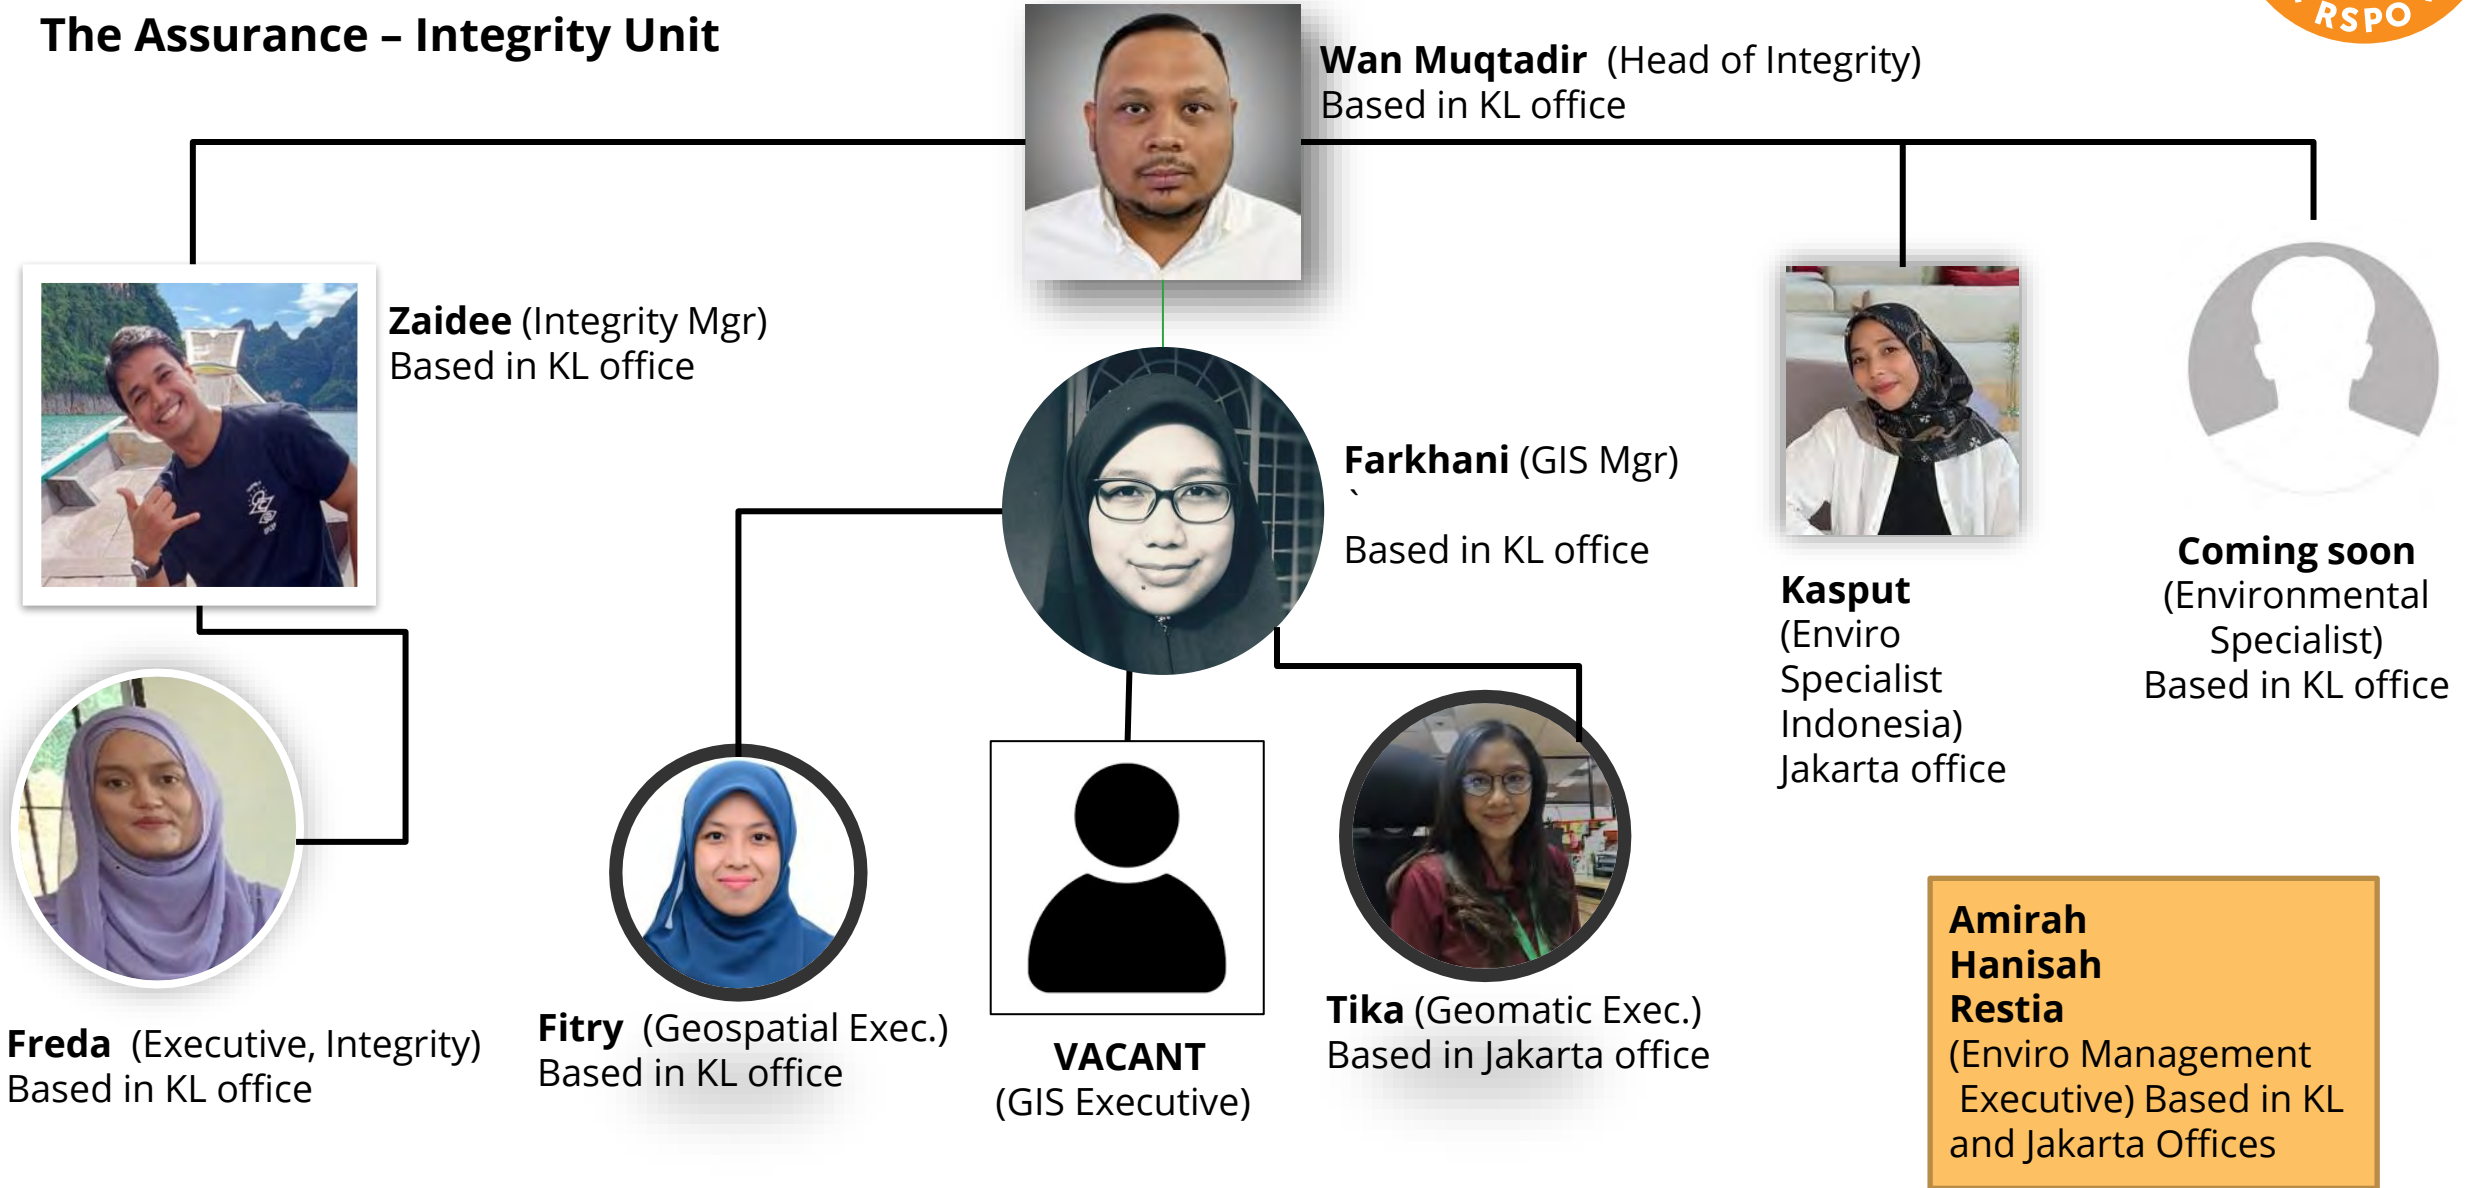 The Assurance – Integrity Unit
RSPO
Wan Muqtadir (Head of Integrity)
Based in KL office
Zaidee (Integrity Mgr)
Based in KL office
Farkhani (GIS Mgr)
`
Based in KL office
Kasput
(Enviro
Specialist
Indonesia)
Jakarta office
Coming soon
(Environmental
Specialist)
Based in KL office
Freda (Executive, Integrity)
Based in KL office
Fitry (Geospatial Exec.)
Based in KL office
VACANT
(GIS Executive)
Tika (Geomatic Exec.)
Based in Jakarta office
Amirah
Hanisah
Restia
(Enviro Management
Executive) Based in KL
and Jakarta Offices